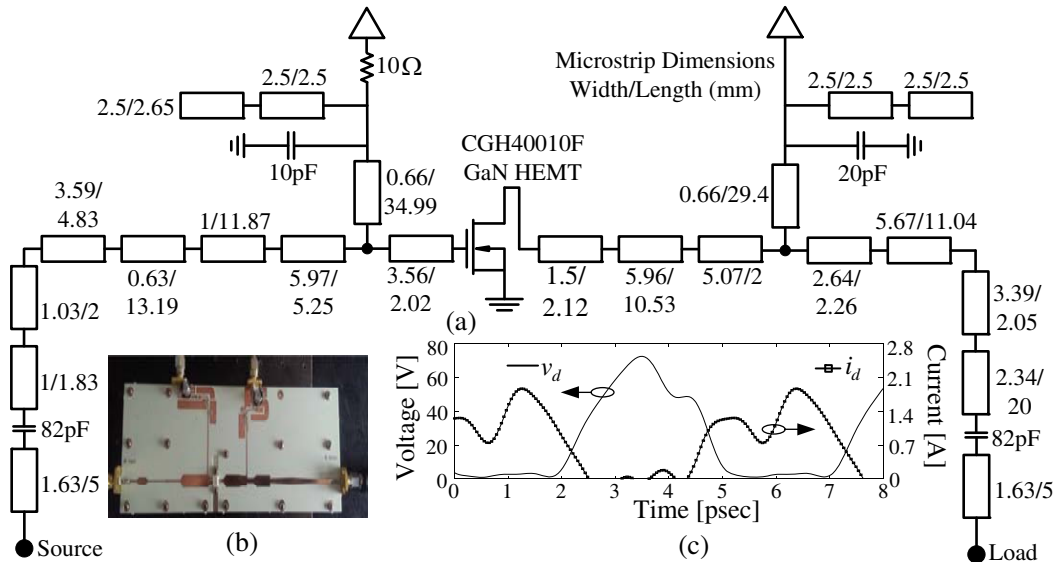 10Ω
2.5/2.5
2.5/2.65
10pF
0.66/
34.99
CGH40010F
GaN HEMT
Microstrip Dimensions
Width/Length (mm)
2.5/2.5
2.5/2.5
20pF
0.66/29.4
3.59/
4.83
0.63/
13.19
1/11.87
5.97/
5.25
3.56/
2.02
1.5/
2.12
5.96/
10.53
5.07/2
2.64/
2.26
5.67/11.04
1.03/2
1/1.83
82pF
1.63/5
Source
3.39/
2.05
2.34/
20
82pF
1.63/5
Load
(a)
(b)
Voltage [V]
80
60
40
20
0
v_d
i_d
Current [A]
2.8
2.1
1.4
0.7
0
0 1 2 3 4 5 6 7 8
Time [psec]
(c)